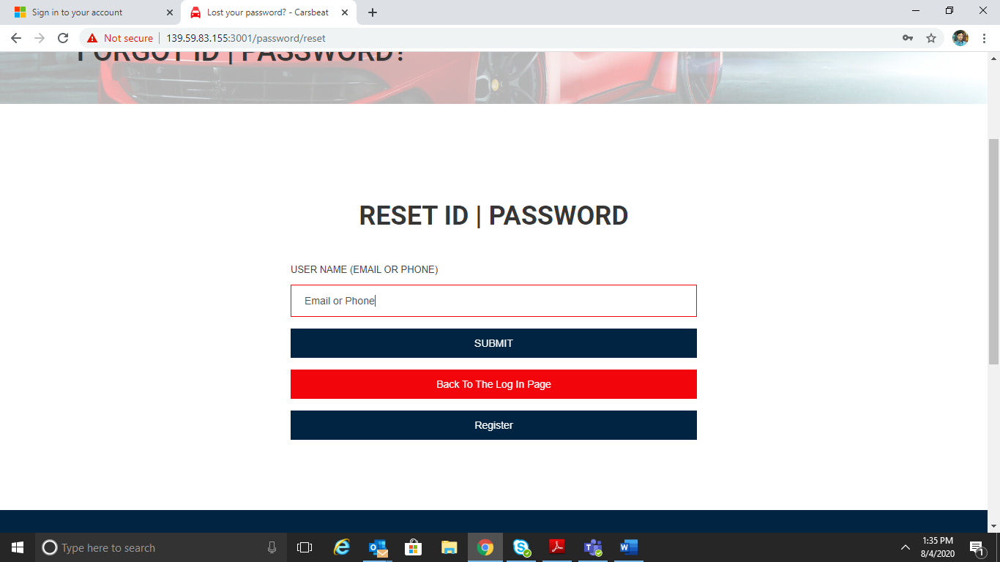 Sign in to your account
Lost your password? - Carsbeat
Not secure
139.59.83.155:3001/password/reset
FORGOT ID | PASSWORD?
RESET ID | PASSWORD
USER NAME (EMAIL OR PHONE)
Email or Phone
SUBMIT
Back To The Log In Page
Register
Type here to search
1:35 PM
8/4/2020
1